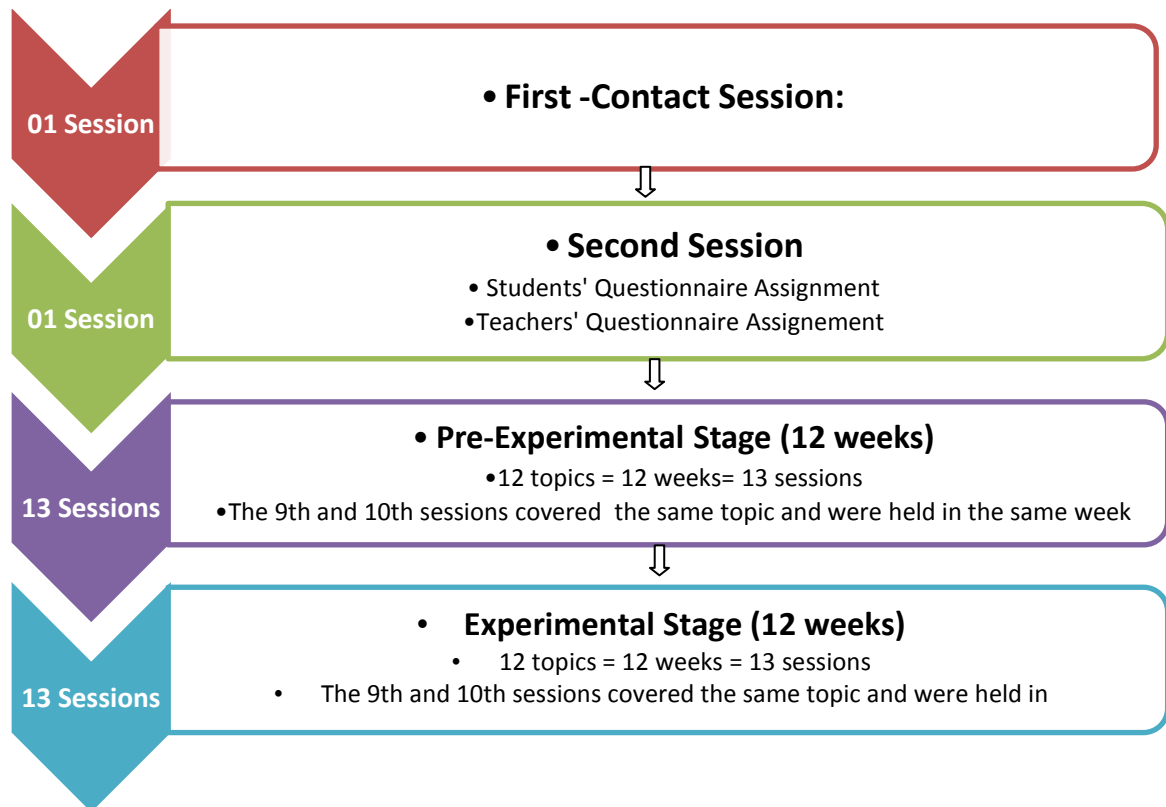 01 Session
• First -Contact Session:
01 Session
• Second Session
• Students' Questionnaire Assignment
•Teachers' Questionnaire Assignement
13 Sessions
• Pre-Experimental Stage (12 weeks)
•12 topics = 12 weeks= 13 sessions
•The 9th and 10th sessions covered the same topic and were held in the same week
13 Sessions
• Experimental Stage (12 weeks)
• 12 topics = 12 weeks = 13 sessions
• The 9th and 10th sessions covered the same topic and were held in